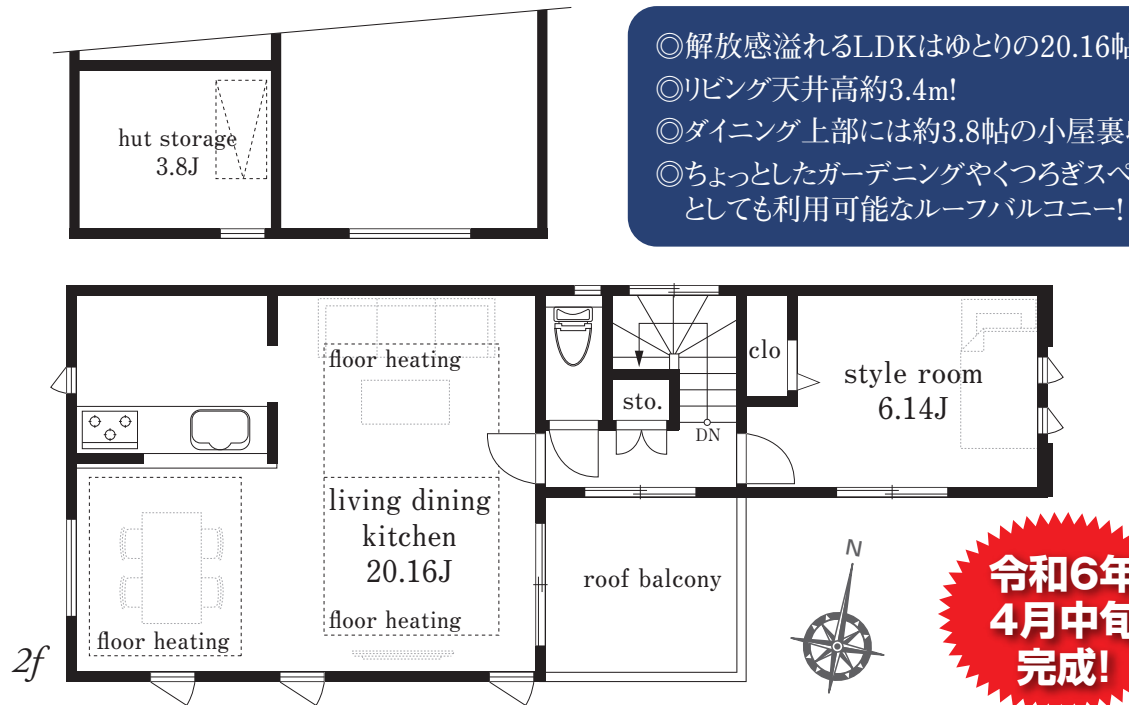 ◎解放感溢れるLDKはゆとりの20.16帖
◎リビング天井高約3.4m!
◎ダイニング上部には約3.8帖の小屋裏
◎ちょっとしたガーデニングやくつろぎスペ
としても利用可能なルーフバルコニー!
hut storage
3.8J
floor heating
clo
style room
6.14J
sto.
DN
living dining
kitchen
20.16J
floor heating
floor heating
roof balcony
N
2f
令和6年
4月中旬
完成!